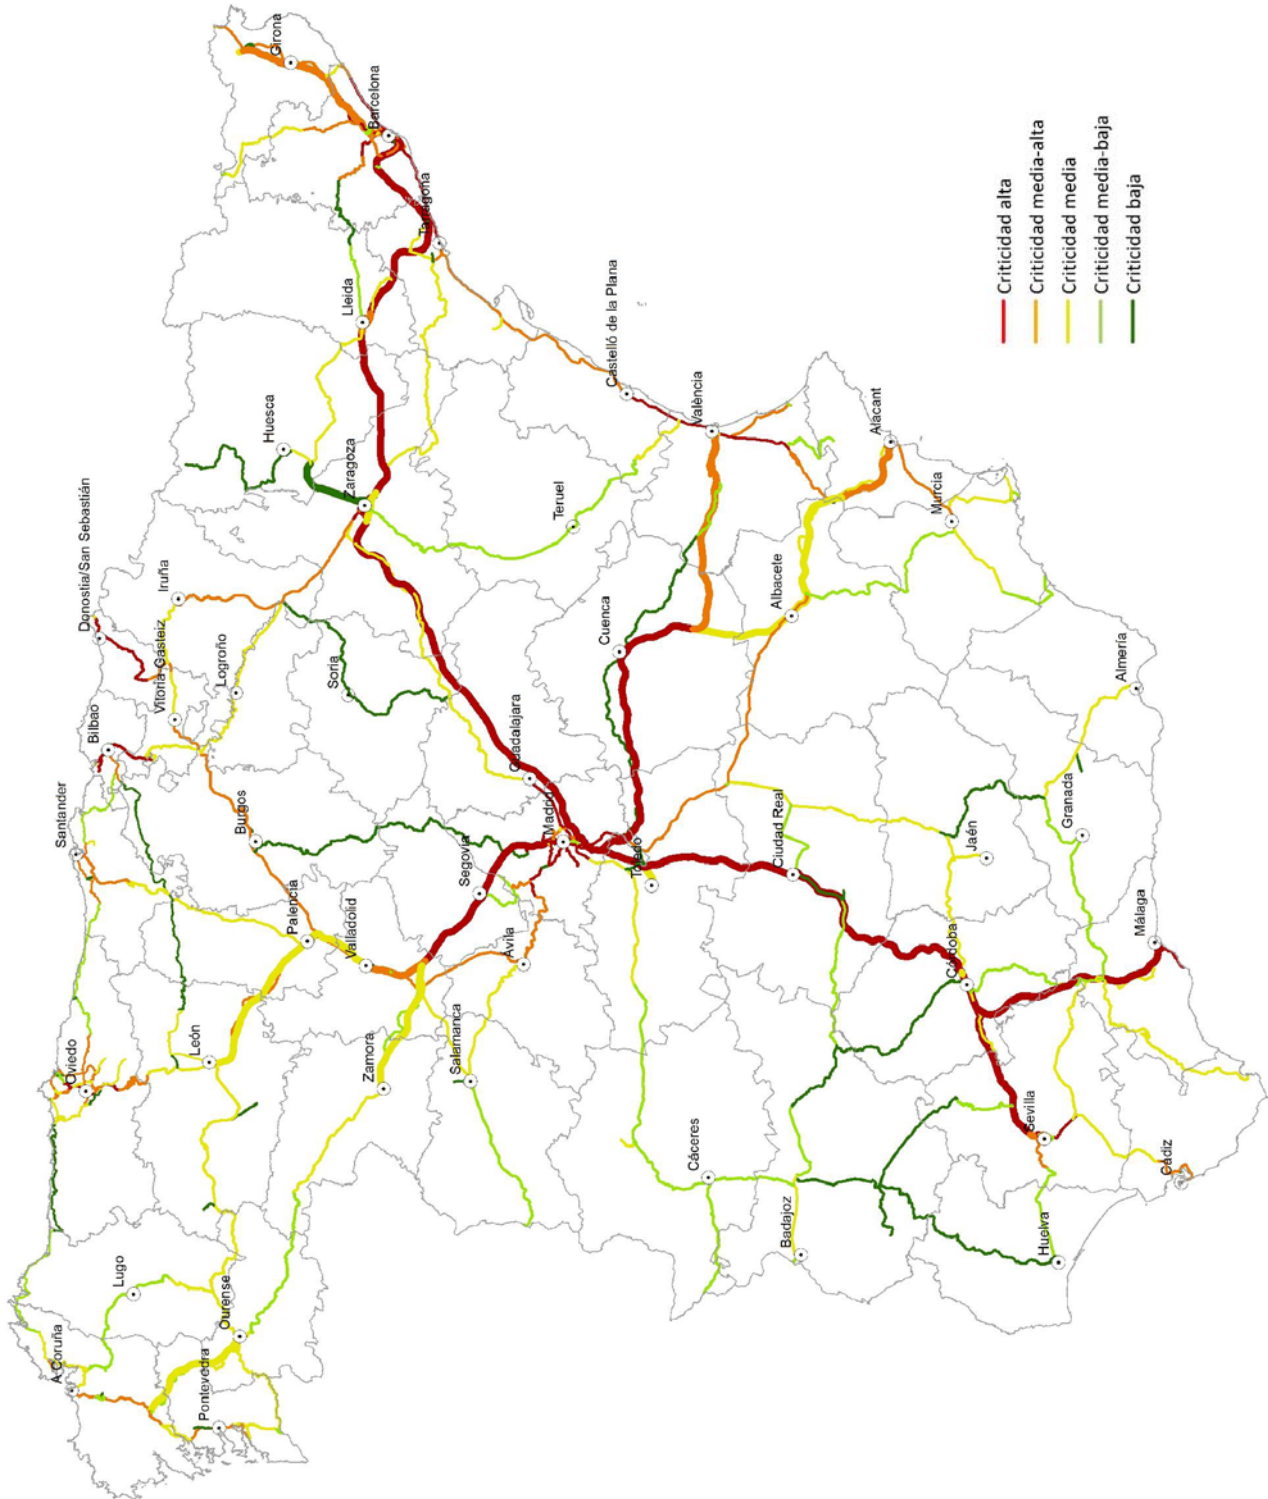 A Coruña
Lugo
Pontevedra
Ourense
Oviedo
León
Zamora
Salamanca
Santander
Palencia
Valladolid
Ávila
Segovia
Burgos
Bilbao
Vitoria-Gasteiz
Logroño
Donostia/San Sebastián
Iruña
Soria
Huesca
Zaragoza
Lleida
Girona
Barcelona
Tarragona
Guadalajara
Madrid
Toledo
Cuenca
Teruel
Castelló de la Plana
València
Alacant
Albacete
Murcia
Cáceres
Badajoz
Ciudad Real
Córdoba
Jaén
Granada
Almería
Málaga
Sevilla
Huelva
Cádiz
Criticidad alta
Criticidad media-alta
Criticidad media
Criticidad media-baja
Criticidad baja